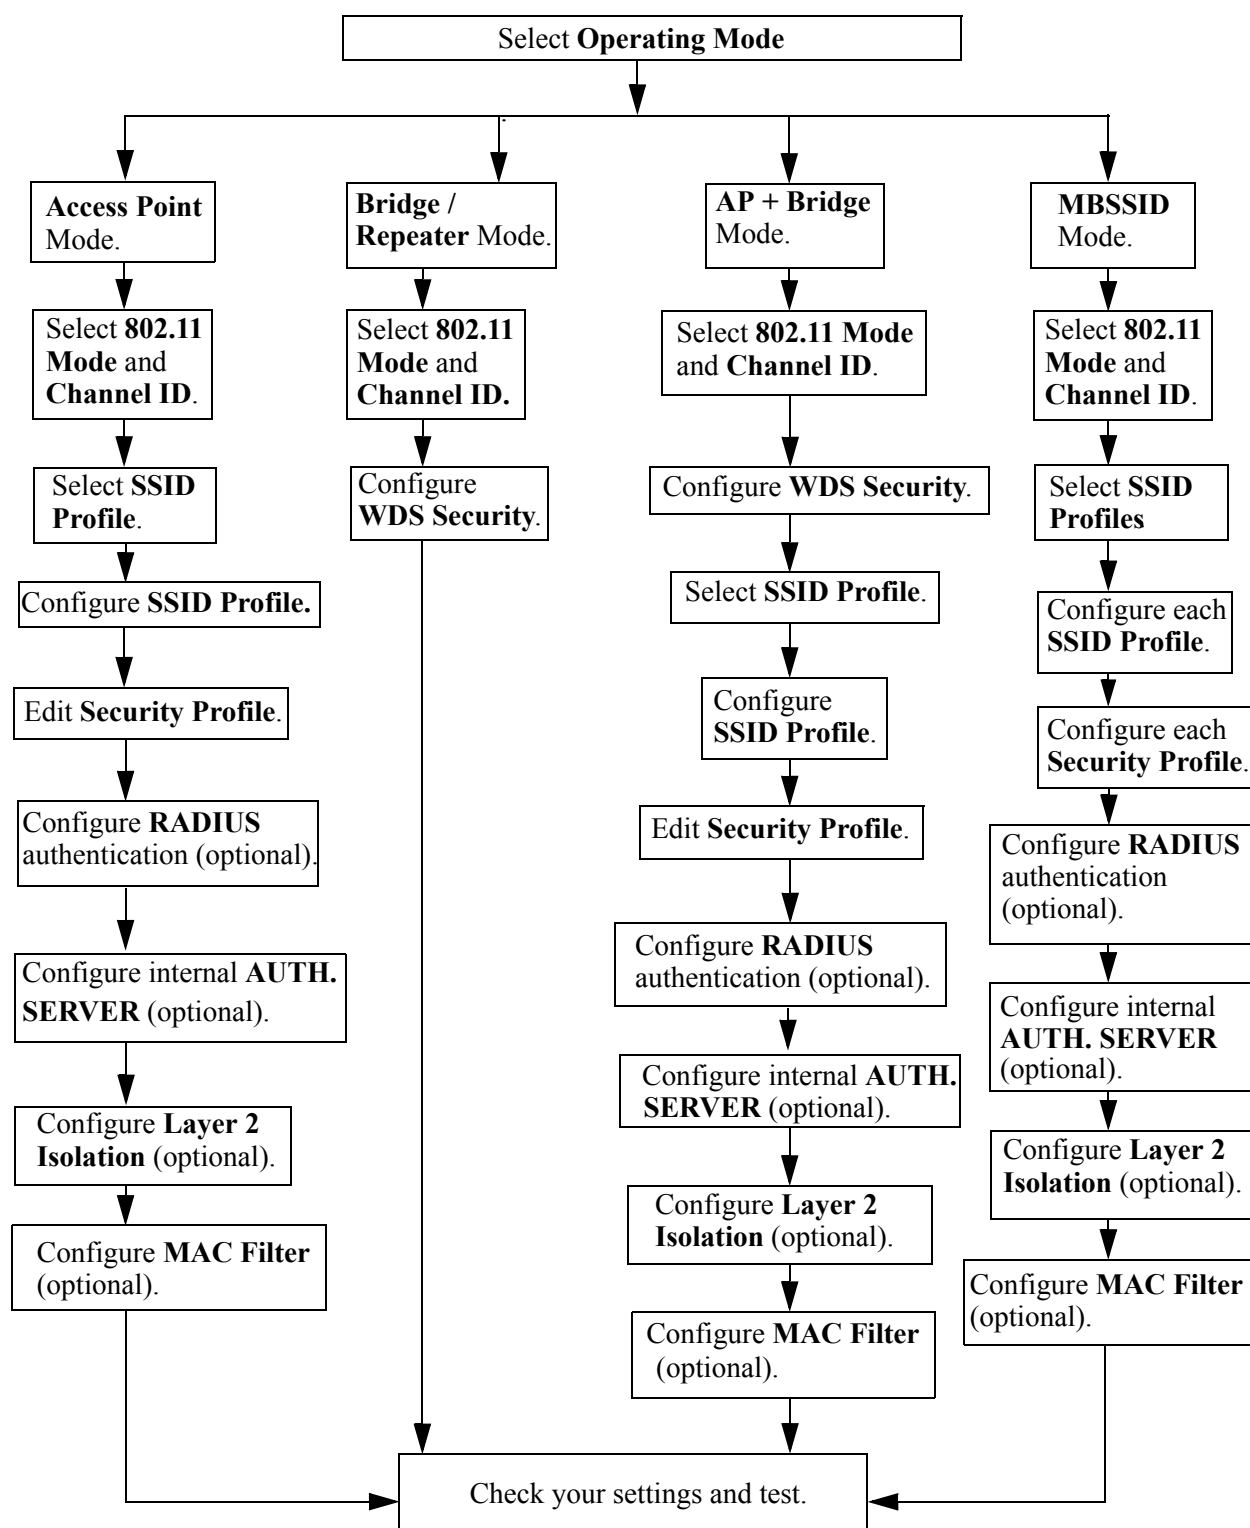 Select Operating Mode
Access Point
Mode.
Select 802.11
Mode and
Channel ID.
Select SSID
Profile.
Configure SSID Profile.
Edit Security Profile.
Configure RADIUS
authentication (optional).
Configure internal AUTH.
SERVER (optional).
Configure Layer 2
Isolation (optional).
Configure MAC Filter
(optional).
Bridge /
Repeater Mode.
Select 802.11
Mode and
Channel ID.
Configure
WDS Security.
AP + Bridge
Mode.
Select 802.11 Mode
and Channel ID.
Configure WDS Security.
Select SSID Profile.
Configure
SSID Profile.
Edit Security Profile.
Configure RADIUS
authentication (optional).
Configure internal AUTH.
SERVER (optional).
Configure Layer 2
Isolation (optional).
Configure MAC Filter
(optional).
MBSSID
Mode.
Select 802.11
Mode and
Channel ID.
Select SSID
Profiles
Configure each
SSID Profile.
Configure each
Security Profile.
Configure RADIUS
authentication
(optional).
Configure internal
AUTH. SERVER
(optional).
Configure Layer 2
Isolation (optional).
Configure MAC Filter
(optional).
Check your settings and test.